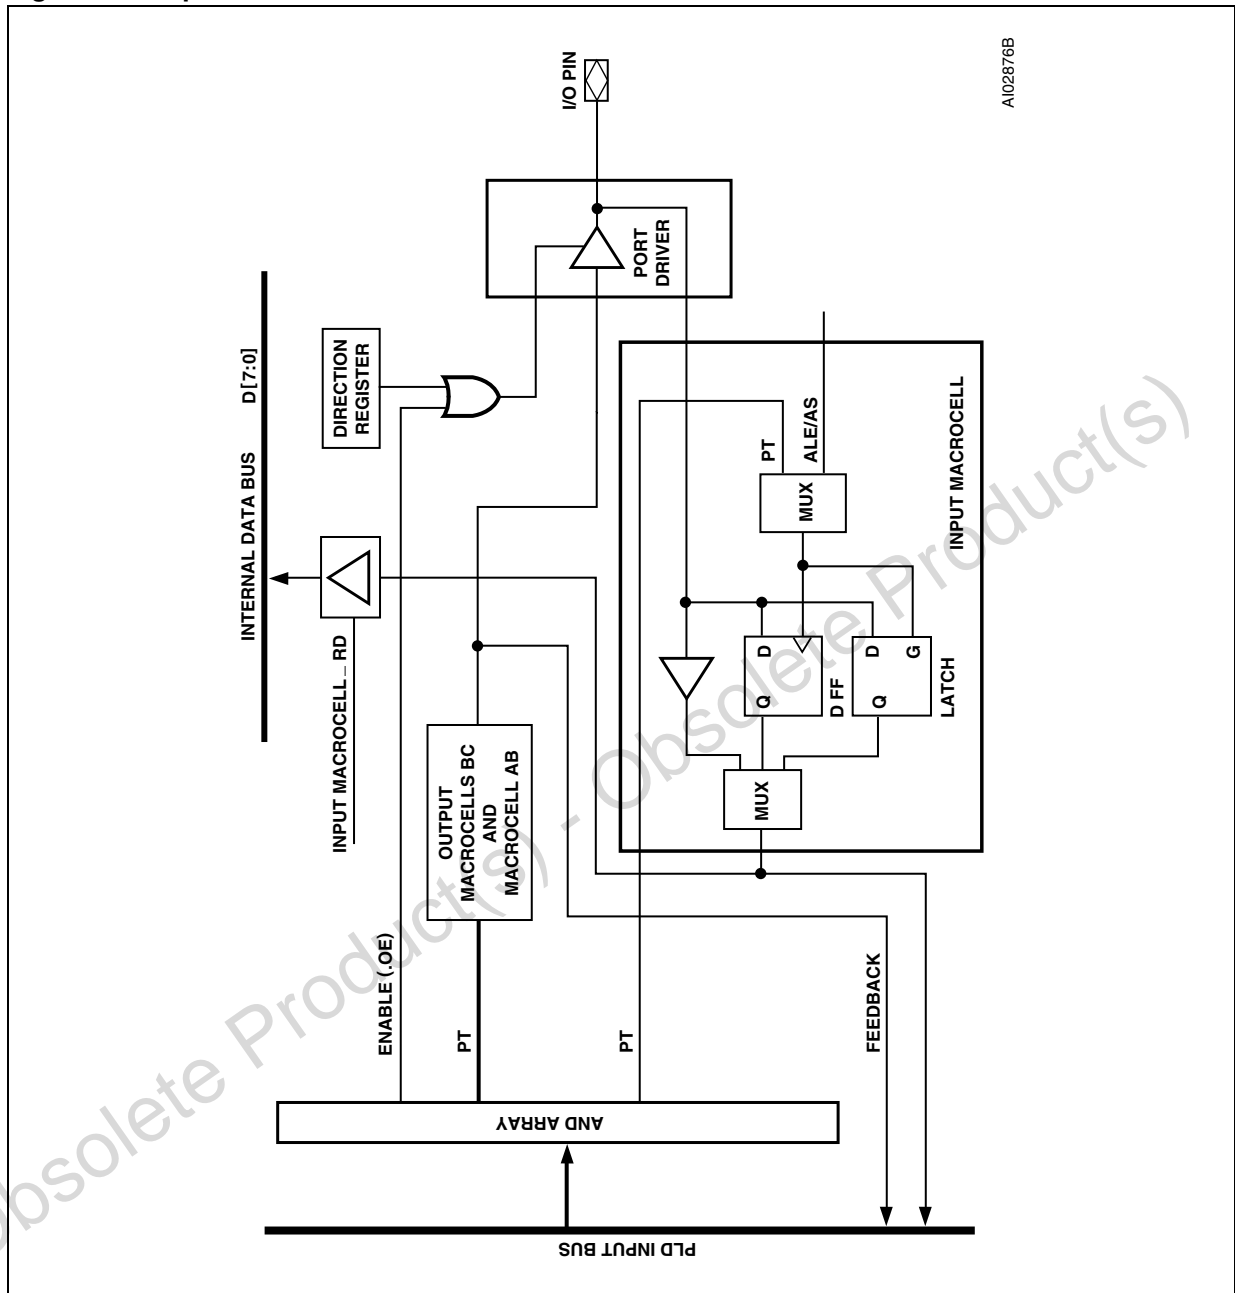 I/O PIN
AI02876B
PORT
DRIVER
INTERNAL DATA BUS D [7:0]
DIRECTION
REGISTER
INPUT MACROCELL _ RD
OUTPUT
MACROCELLS BC
AND
MACROCELL AB
ENABLE (.OE)
PT
PT
FEEDBACK
AND ARRAY
PLD INPUT BUS
PT
ALE/AS
MUX
INPUT MACROCELL
D
Q
D FF
D
G
Q
LATCH
MUX
Obsolete Product(s) - Obsolete Product(s)